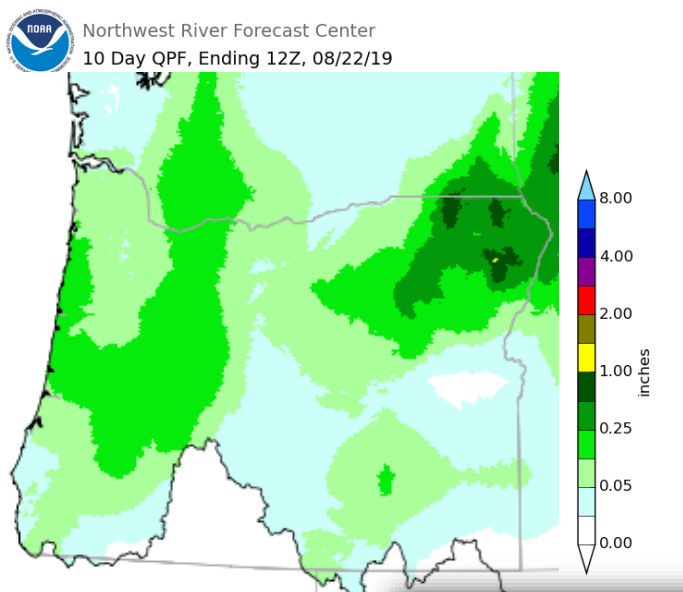 NOAA
Northwest River Forecast Center
10 Day QPF, Ending 12Z, 08/22/19
8.00
4.00
2.00
1.00
0.25
0.05
0.00
inches